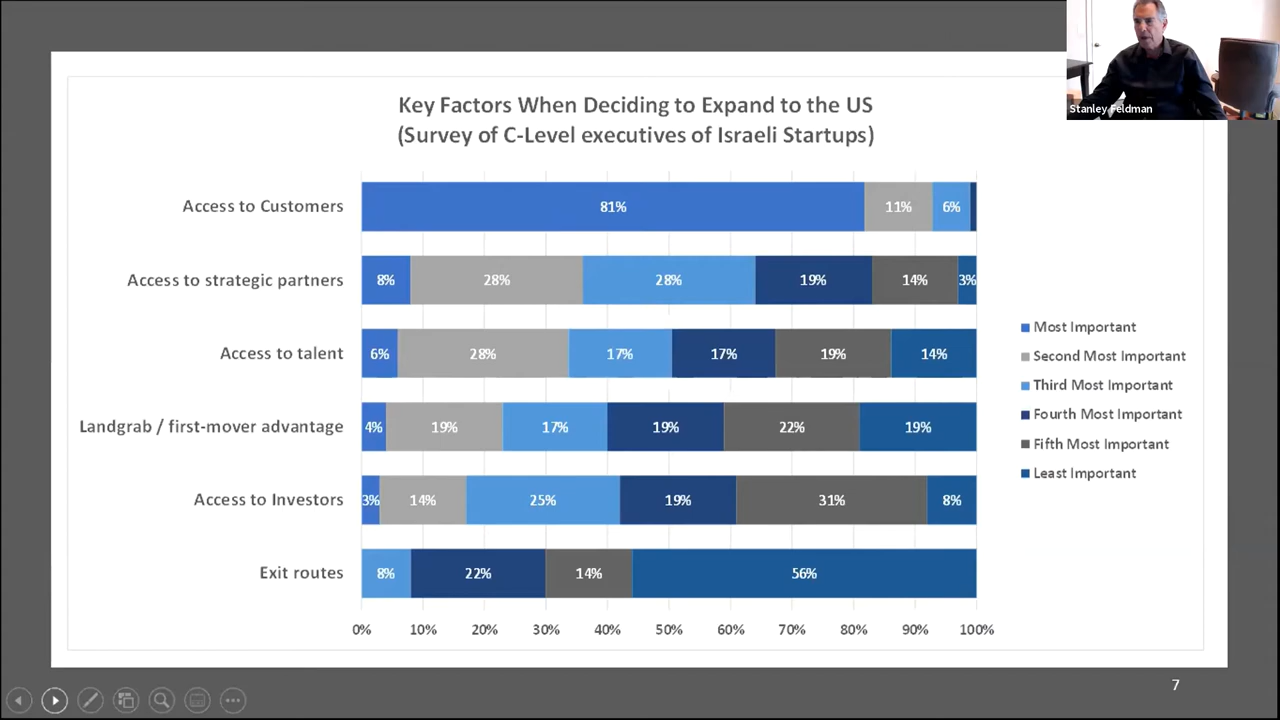 Stanley Feldman
Key Factors When Deciding to Expand to the US
(Survey of C-Level executives of Israeli Startups)
Access to Customers
81%
11%
6%
Access to strategic partners
8%
28%
28%
19%
14%
3%
Access to talent
6%
28%
17%
17%
19%
14%
Landgrab / first-mover advantage
4%
19%
17%
19%
22%
19%
Access to Investors
3%
14%
25%
19%
31%
8%
Exit routes
8%
22%
14%
56%
0%
10%
20%
30%
40%
50%
60%
70%
80%
90%
100%
Most Important
Second Most Important
Third Most Important
Fourth Most Important
Fifth Most Important
Least Important
7